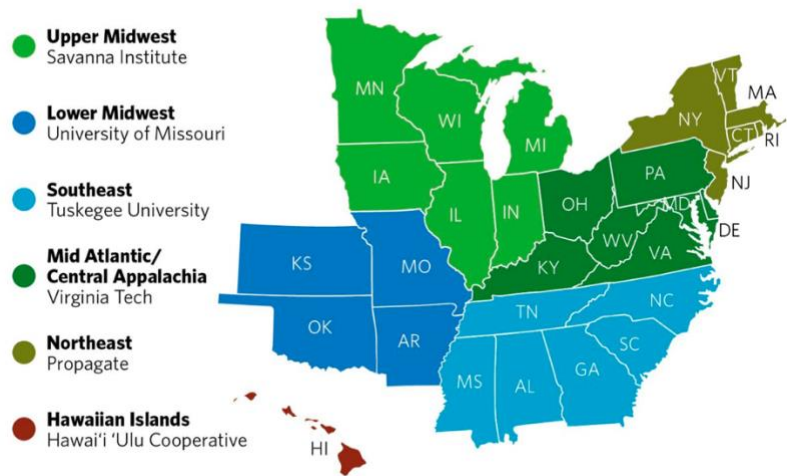 Upper Midwest
Savanna Institute
Lower Midwest
University of Missouri
Southeast
Tuskegee University
Mid Atlantic/
Central Appalachia
Virginia Tech
Northeast
Propagate
Hawaiian Islands
Hawai‘i ‘Ulu Cooperative
MN
WI
MI
IA
IL
IN
OH
PA
NY
VT
MA
CT
RI
NJ
MD
DE
WV
VA
KY
KS
MO
OK
AR
TN
NC
SC
MS
AL
GA
HI